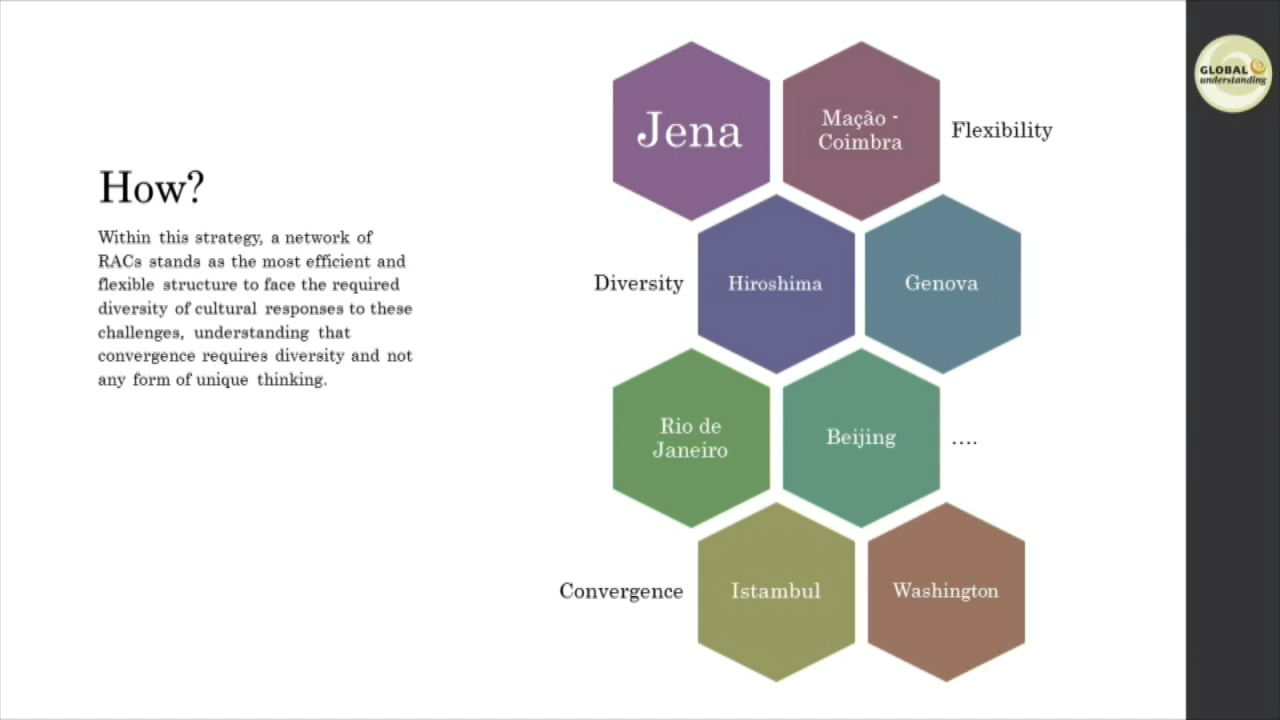 How?
Within this strategy, a network of
RACs stands as the most efficient and
flexible structure to face the required
diversity of cultural responses to these
challenges, understanding that
convergence requires diversity and not
any form of unique thinking.
Jena
Mação -
Coimbra
Flexibility
Diversity
Hiroshima
Genova
Rio de
Janeiro
Beijing
....
Convergence
Istambul
Washington
GLOBAL
understanding